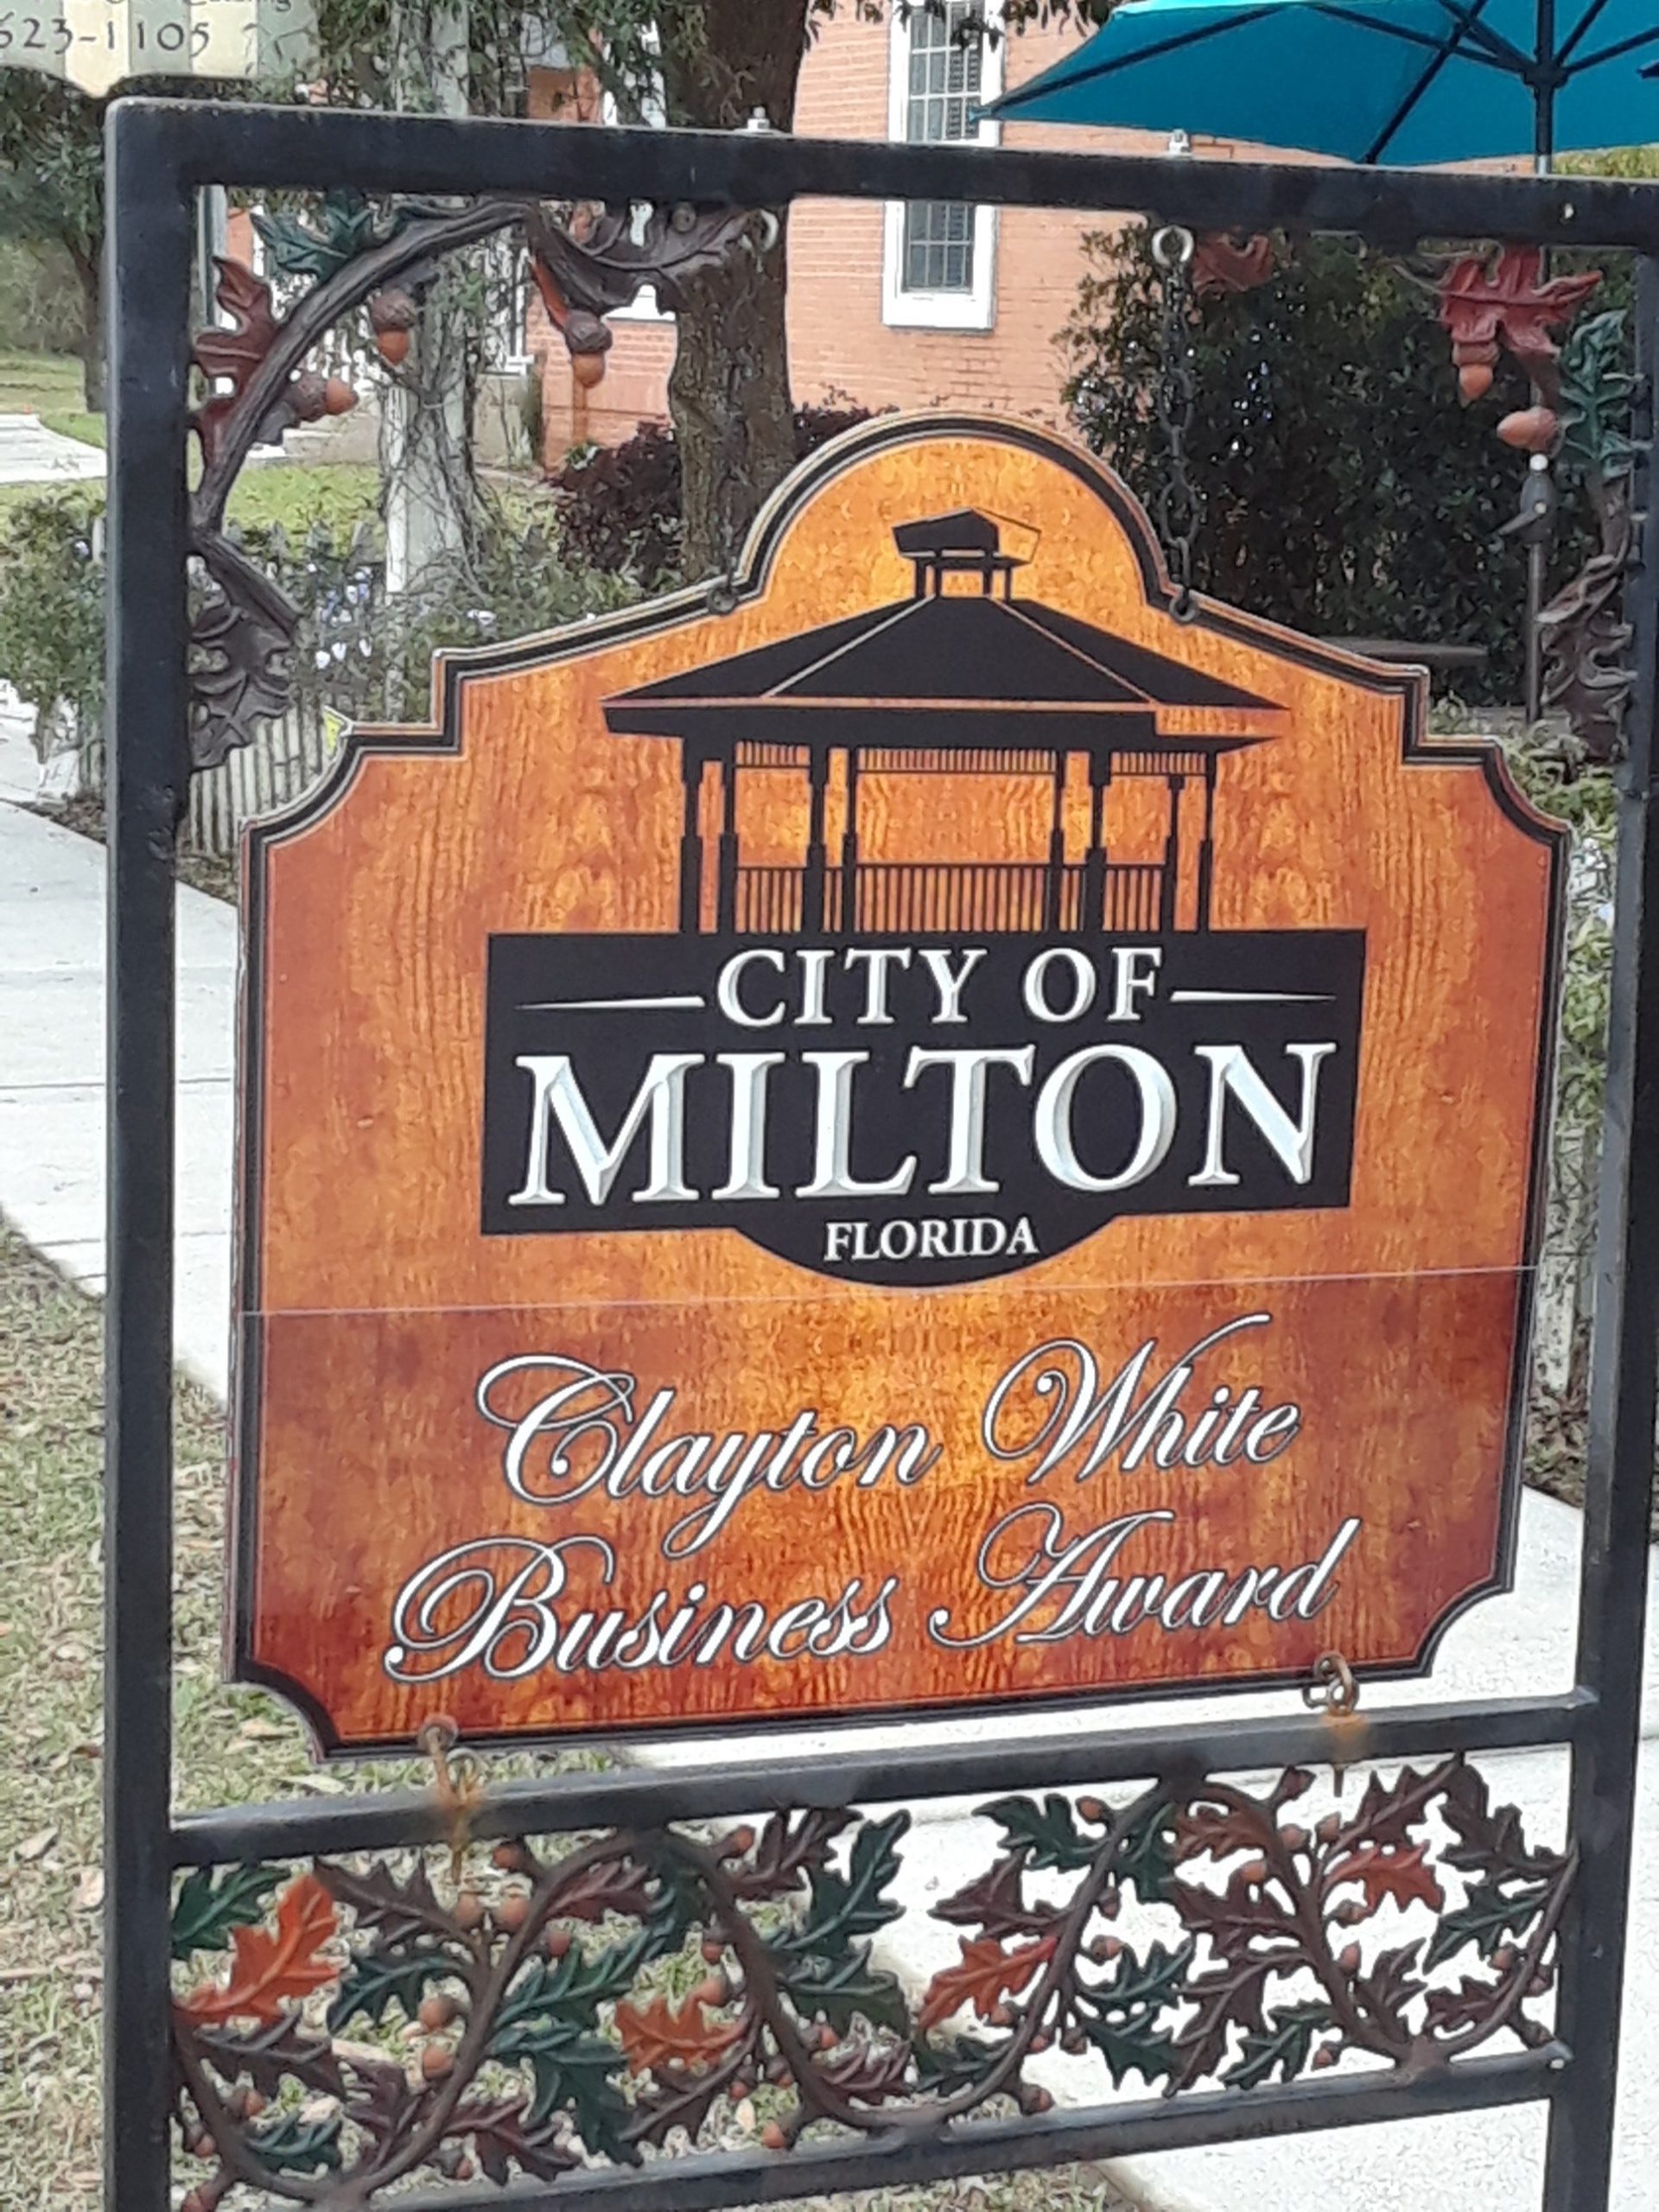 623-1105
CITY OF
MILTON
FLORIDA
Clayton White
Business Award